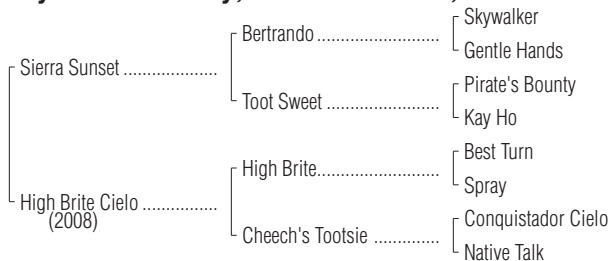 Skywalker
Bertrando
Gentle Hands
Sierra Sunset
Pirate's Bounty
Toot Sweet
Kay Ho
Best Turn
High Brite
Spray
High Brite Cielo
(2008)
Conquistador Cielo
Cheech's Tootsie
Native Talk